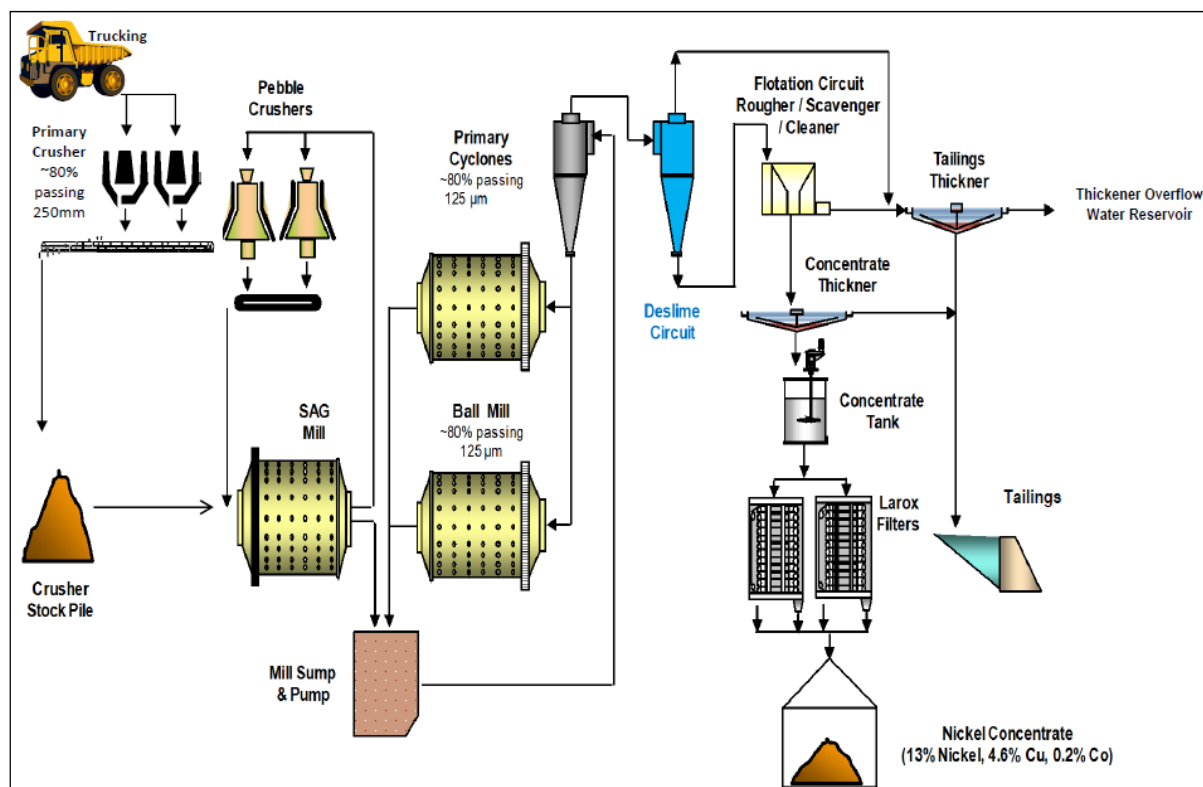 Trucking
Primary
Crusher
~80%
passing
250mm
Pebble
Crushers
Primary
Cyclones
~80% passing
125 µm
Flotation Circuit
Rougher / Scavenger
/ Cleaner
Tailings
Thickner
Thickener Overflow
Water Reservoir
Concentrate
Thickner
Deslime
Circuit
SAG
Mill
Ball Mill
~80% passing
125 µm
Concentrate
Tank
Larox
Filters
Tailings
Crusher
Stock Pile
Mill Sump
& Pump
Nickel Concentrate
(13% Nickel, 4.6% Cu, 0.2% Co)